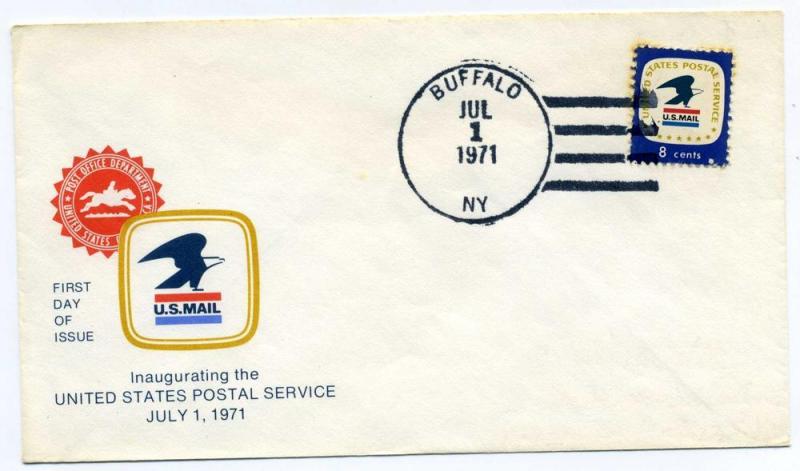 BUFFALO
JUL
1
1971
NY
UNITED STATES POSTAL SERVICE
U.S.MAIL
8 cents
POST OFFICE DEPARTMENT
UNITED STATES
U.S.MAIL
FIRST
DAY
OF
ISSUE
Inaugurating the
UNITED STATES POSTAL SERVICE
JULY 1, 1971